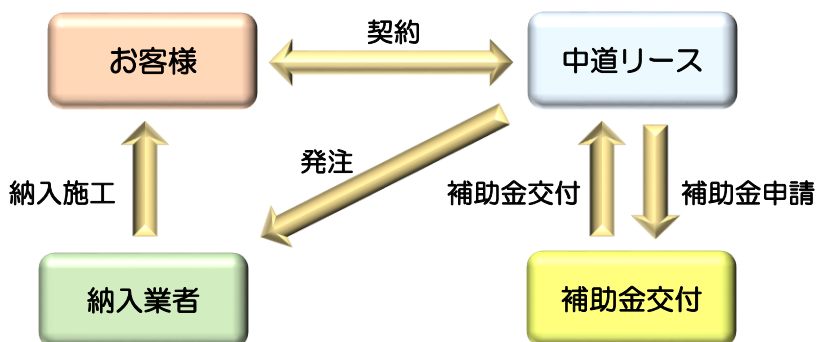 お客様
契約
中道リース
納入施工
発注
補助金交付
補助金申請
納入業者
補助金交付